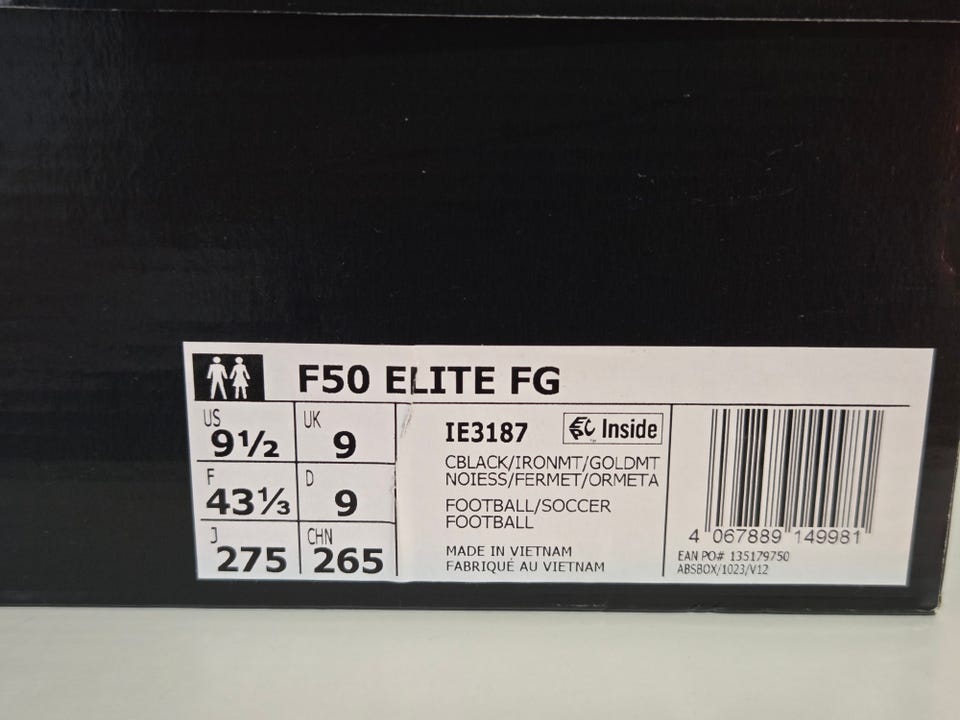 F50 ELITE FG
US 9½ UK 9
F 43⅓ D 9
J 275 CHN 265
IE3187 Inside
CBLACK/IRONMT/GOLDMT
NOIESS/FERMET/ORMETA
FOOTBALL/SOCCER
FOOTBALL
MADE IN VIETNAM
FABRIQUÉ AU VIETNAM
4 067889 149981
EAN PO# 135179750
ABSBOX/1023/V12